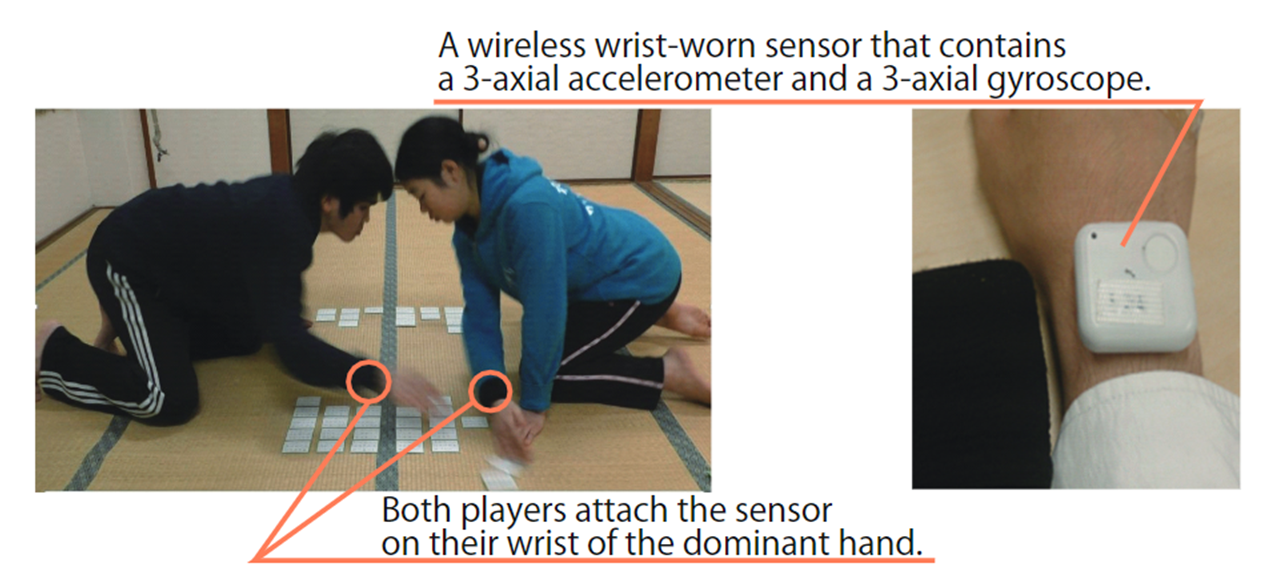 A wireless wrist-worn sensor that contains
a 3-axial accelerometer and a 3-axial gyroscope.
Both players attach the sensor
on their wrist of the dominant hand.